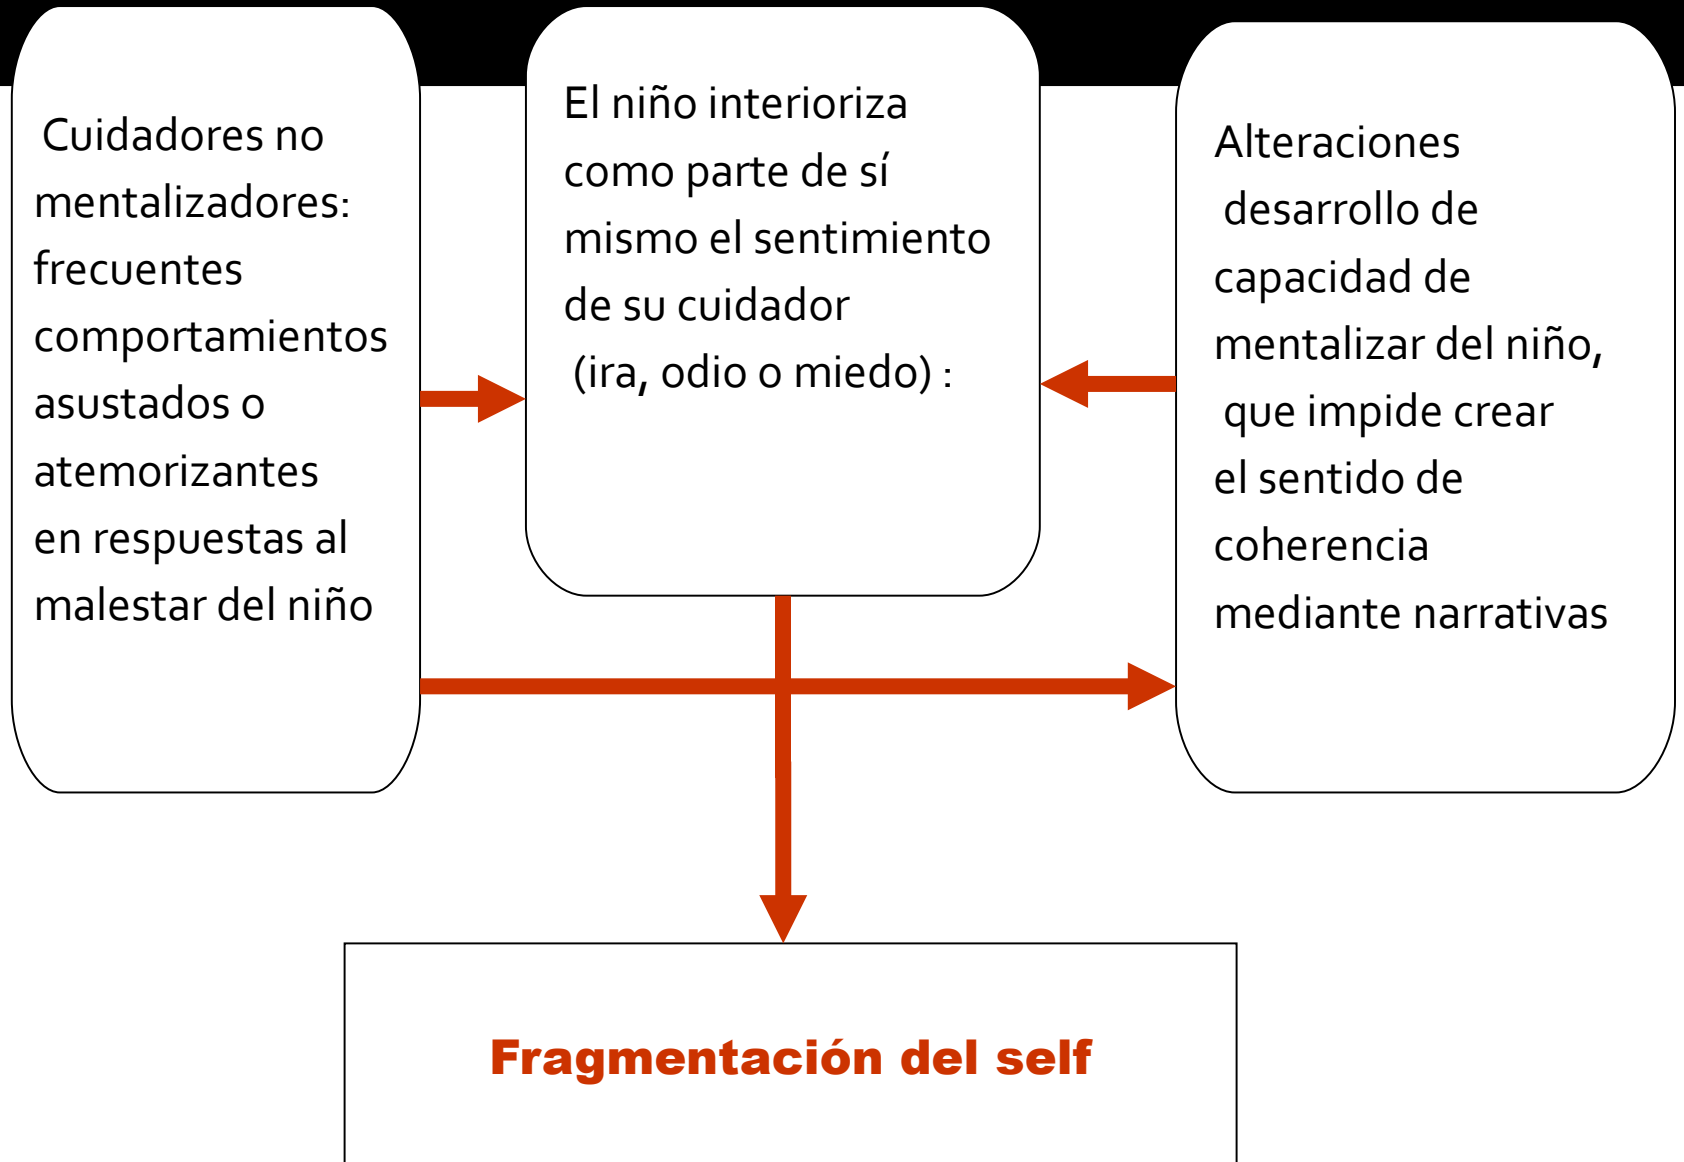 Cuidadores no
mentalizadores:
frecuentes
comportamientos
asustados o
atemorizantes
en respuestas al
malestar del niño
El niño interioriza
como parte de sí
mismo el sentimiento
de su cuidador
(ira, odio o miedo) :
Alteraciones
desarrollo de
capacidad de
mentalizar del niño,
que impide crear
el sentido de
coherencia
mediante narrativas
Fragmentación del self